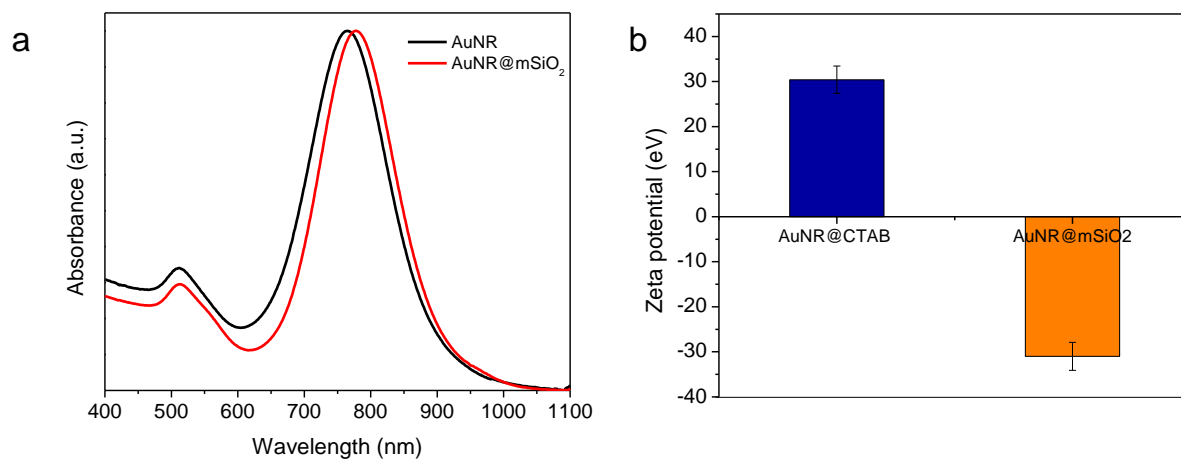 a
AuNR
AuNR@mSiO₂
Absorbance (a.u.)
400 500 600 700 800 900 1000 1100
Wavelength (nm)
b
40
30
20
10
0
-10
-20
-30
-40
Zeta potential (eV)
AuNR@CTAB
AuNR@mSiO2